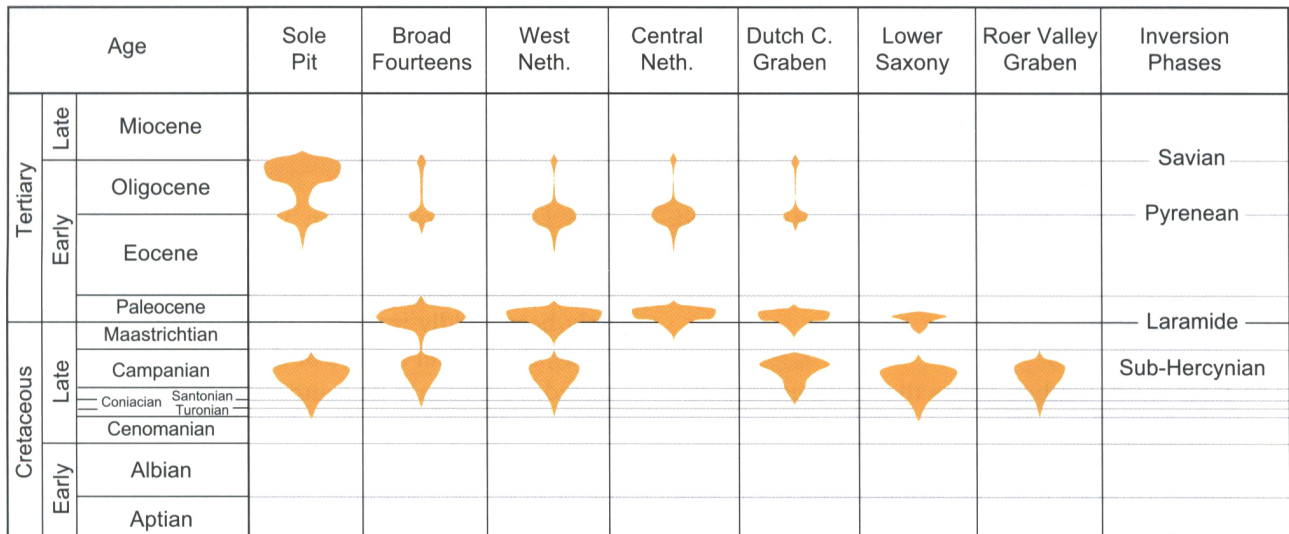 Age
Sole
Pit
Broad
Fourteens
West
Neth.
Central
Neth.
Dutch C.
Graben
Lower
Saxony
Roer Valley
Graben
Inversion
Phases
Tertiary
Late
Miocene
Savian
Early
Oligocene
Pyrenean
Eocene
Paleocene
Laramide
Cretaceous
Late
Maastrichtian
Campanian
Sub-Hercynian
Santonian
Coniacian
Turonian
Cenomanian
Early
Albian
Aptian